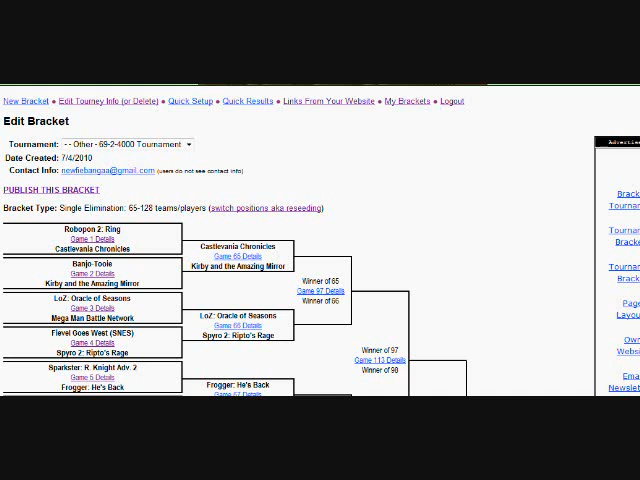 New Bracket • Edit Tourney Info (or Delete) • Quick Setup • Quick Results • Links From Your Website • My Brackets • Logout
Edit Bracket
Tournament: - - Other - 69-2-4000 Tournament
Date Created: 7/4/2010
Contact Info: newfiebangaa@gmail.com (users do not see contact info)
PUBLISH THIS BRACKET
Bracket Type: Single Elimination: 65-128 teams/players (switch positions aka reseeding)
Robopon 2: Ring
Game 1 Details
Castlevania Chronicles
Banjo-Tooie
Game 2 Details
Kirby and the Amazing Mirror
LoZ: Oracle of Seasons
Game 3 Details
Mega Man Battle Network
Fievel Goes West (SNES)
Game 4 Details
Spyro 2: Ripto's Rage
Sparkster: R. Knight Adv. 2
Game 5 Details
Frogger: He's Back
Castlevania Chronicles
Game 65 Details
Kirby and the Amazing Mirror
LoZ: Oracle of Seasons
Game 66 Details
Spyro 2: Ripto's Rage
Frogger: He's Back
Game 67 Details
Winner of 65
Game 97 Details
Winner of 66
Winner of 97
Game 113 Details
Winner of 98
Advertise
Brack
Tournam
Tournam
Bracke
Tournam
Brack
Page
Layou
Own
Websi
Ema
Newslet